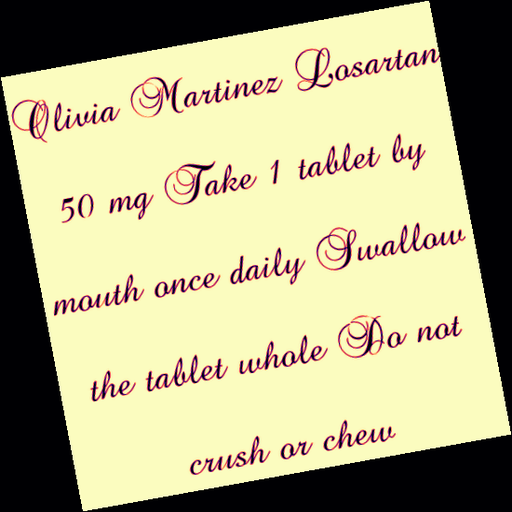 Olivia Martinez Losartan
50 mg Take 1 tablet by
mouth once daily Swallow
the tablet whole Do not
crush or chew